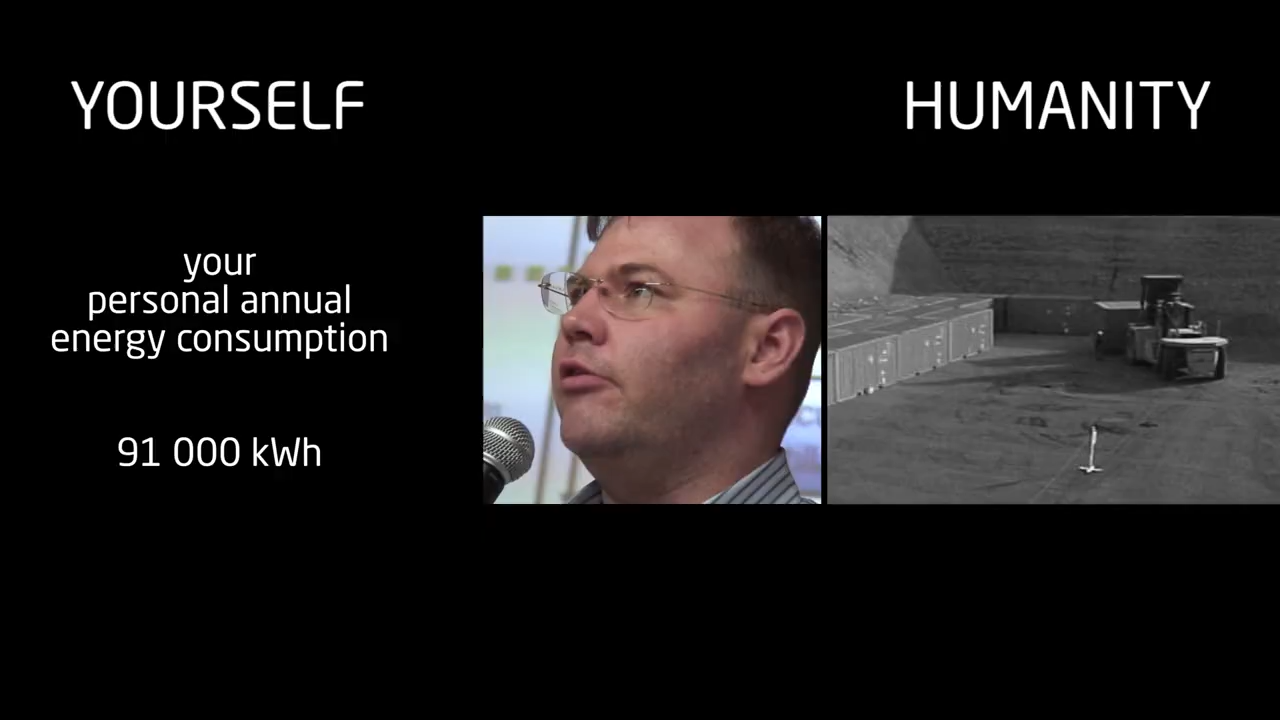 YOURSELF
HUMANITY
your
personal annual
energy consumption
91 000 kWh